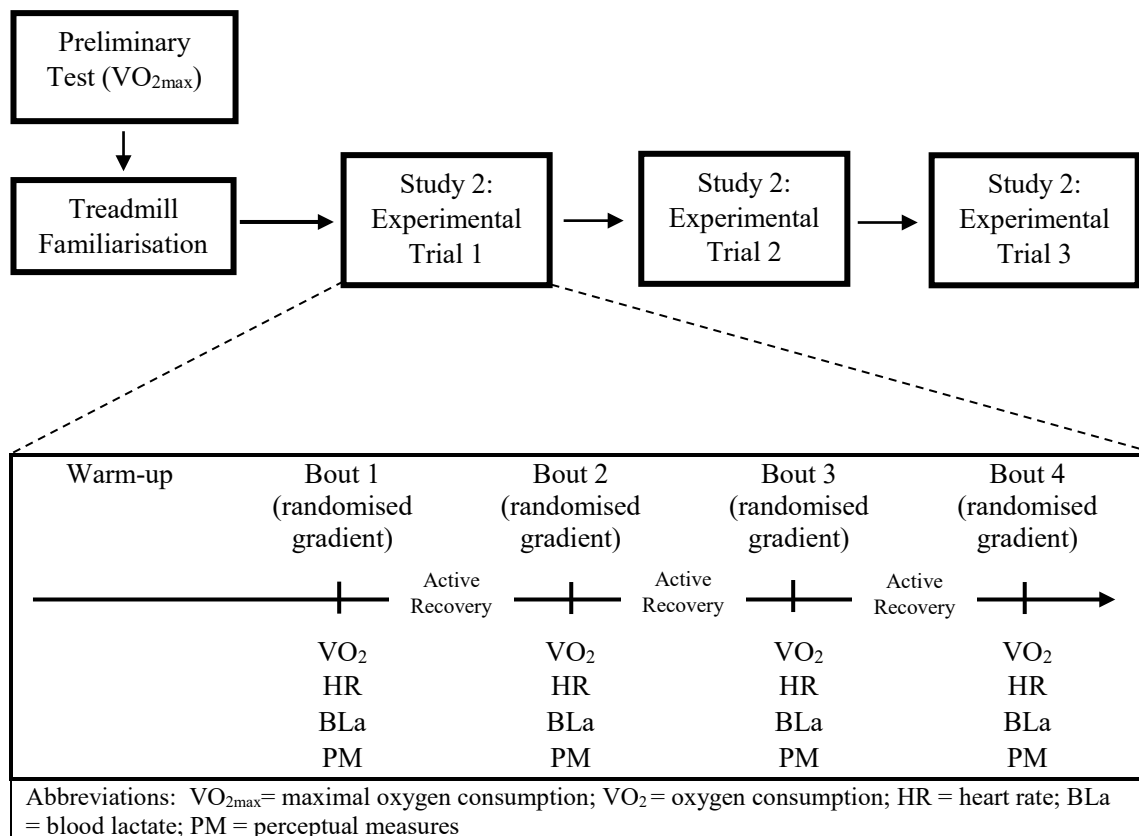 Preliminary
Test (VO2max)
Treadmill
Familiarisation
Study 2:
Experimental
Trial 1
Study 2:
Experimental
Trial 2
Study 2:
Experimental
Trial 3
Warm-up
Bout 1
(randomised
gradient)
Bout 2
(randomised
gradient)
Bout 3
(randomised
gradient)
Bout 4
(randomised
gradient)
Active
Recovery
Active
Recovery
Active
Recovery
VO2
HR
BLa
PM
VO2
HR
BLa
PM
VO2
HR
BLa
PM
VO2
HR
BLa
PM
Abbreviations: VO2max= maximal oxygen consumption; VO2 = oxygen consumption; HR = heart rate; BLa
= blood lactate; PM = perceptual measures